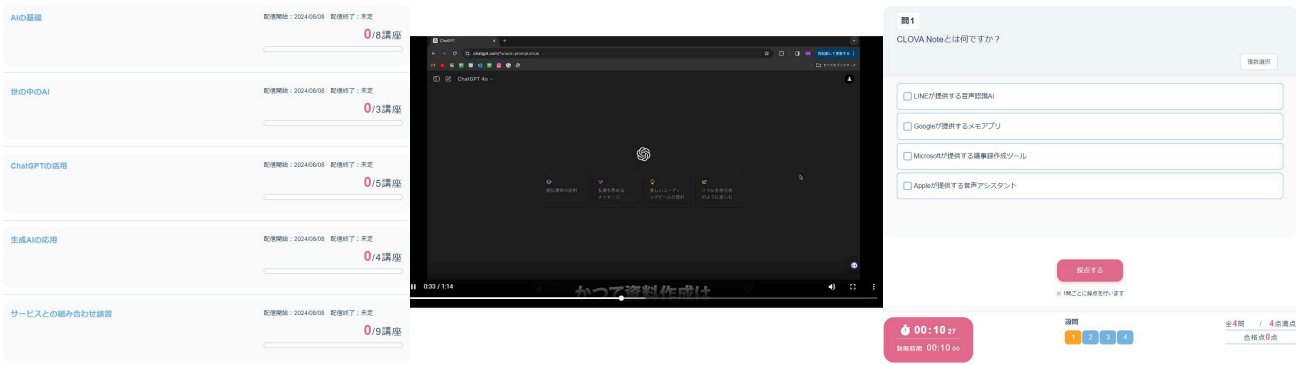 AIの基礎
配信開始：2024/08/08 配信終了：未定
0/8講座
世の中のAI
配信開始：2024/08/08 配信終了：未定
0/3講座
ChatGPTの活用
配信開始：2024/08/08 配信終了：未定
0/5講座
生成AIの応用
配信開始：2024/08/08 配信終了：未定
0/4講座
サービスとの組み合わせ講習
配信開始：2024/08/08 配信終了：未定
0/9講座
ChatGPT
ChatGPT 4o
0:33 / 1:14
かつて資料作成は
問1
CLOVA Noteとは何ですか？
複数選択
LINEが提供する音声認識AI
Googleが提供するメモアプリ
Microsoftが提供する議事録作成ツール
Appleが提供する音声アシスタント
採点する
※ 1問ごとに採点を行います
00:10 27
制限時間 00:10 00
設問
1 2 3 4
全4問 / 4点満点
合格点0点